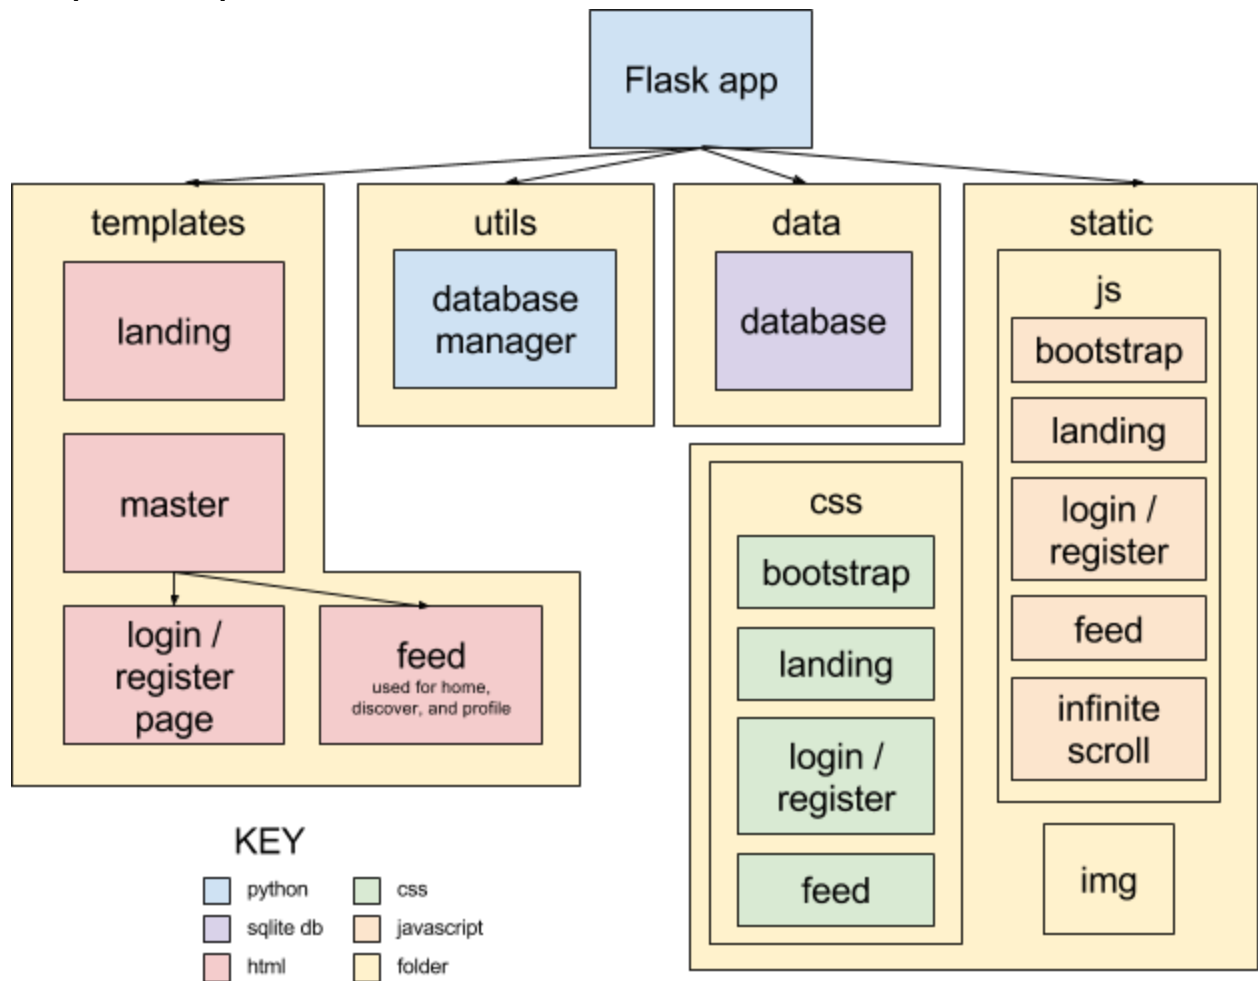 Flask app
templates
landing
master
login /
register
page
feed
used for home,
discover, and profile
utils
database
manager
data
database
static
js
bootstrap
landing
login /
register
feed
infinite
scroll
css
bootstrap
landing
login /
register
feed
img
KEY
python
sqlite db
html
css
javascript
folder